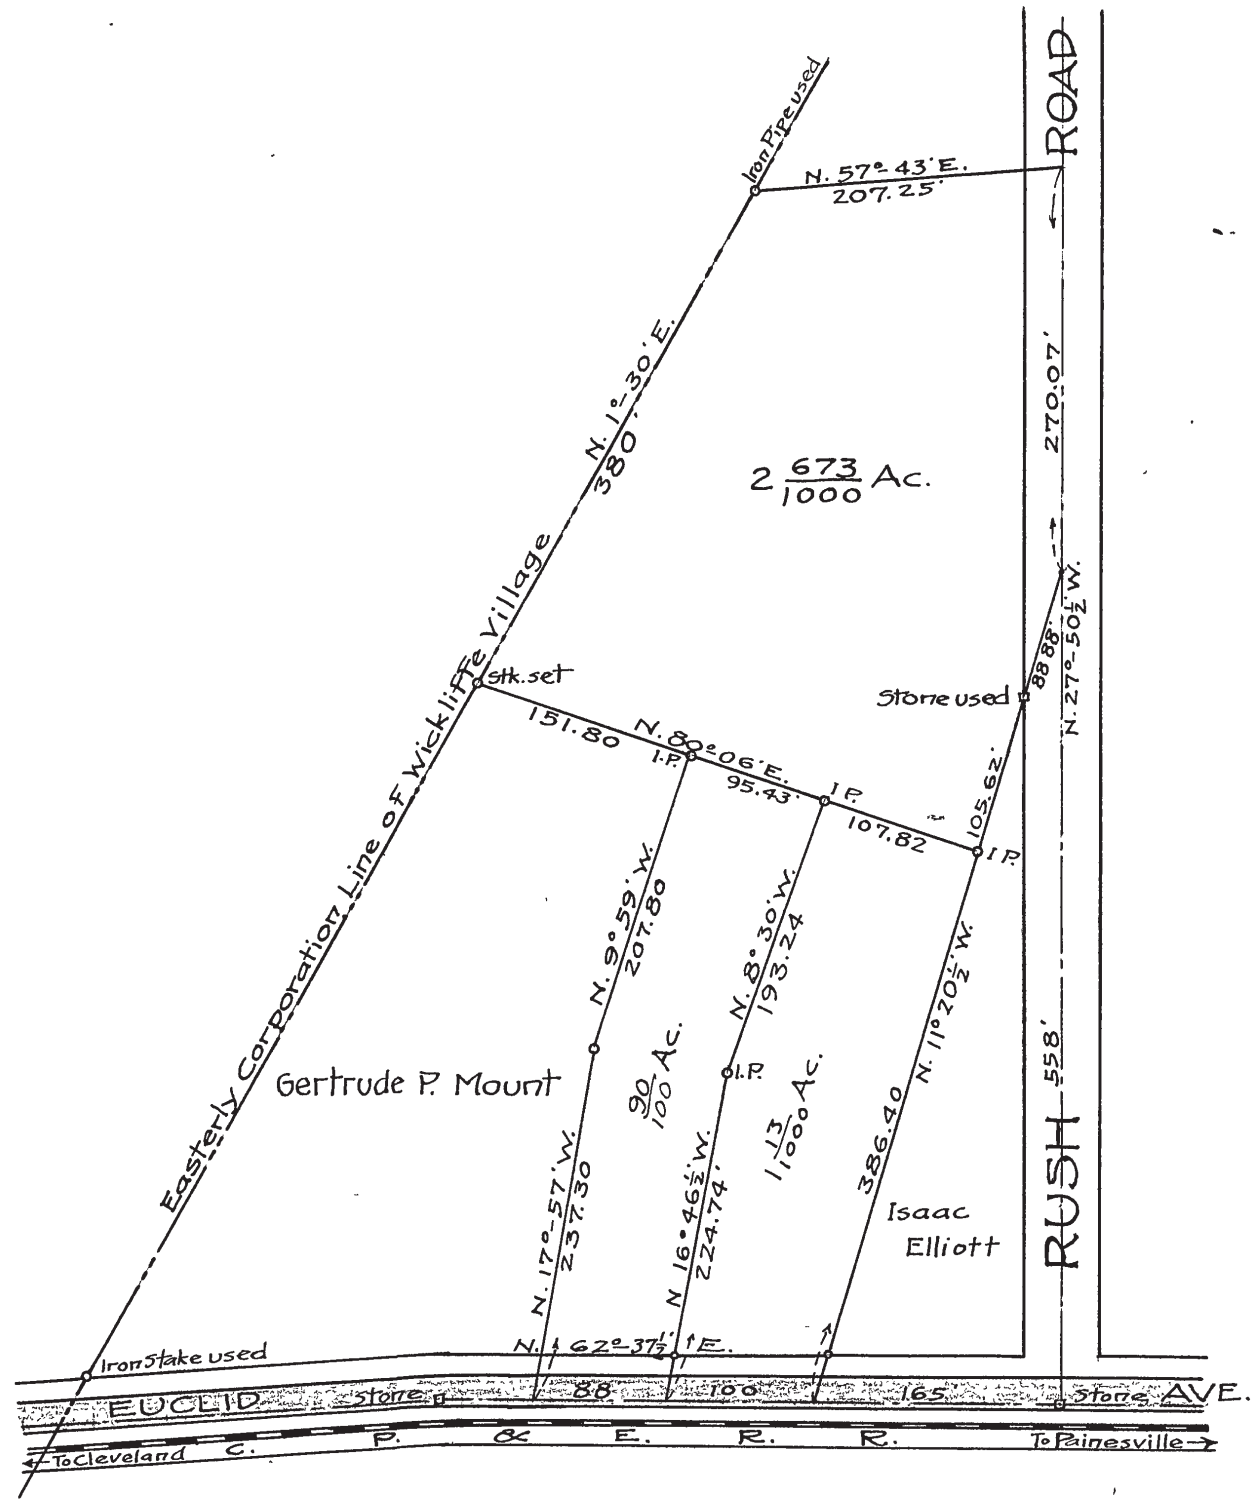 ROAD
Iron Pipe used
N. 57°-43' E.
207.25'
270.07'
N. 1°-30' E.
380'
2 673/1000 Ac.
Easterly Corporation Line of Wickliffe Village
Stk. set
Stone used
88.88'
N. 27°-50½' W.
151.80
N. 80°-06' E.
I.P.
95.43'
I P.
107.82
105.62'
I P.
N. 9° 59' W.
207.80
N. 8° 30' W.
193.24
N. 11° 20½' W.
386.40
558'
Gertrude P. Mount
90/100 Ac.
I.P.
1 13/1000 Ac.
N. 17°-57' W.
237.30
N 16° 46½' W.
224.74'
Isaac
Elliott
RUSH
Iron Stake used
N. 62°-37½' E.
EUCLID
Stone
88
100
165
Stone
AVE.
To Cleveland
C. P. & E. R. R.
To Painesville